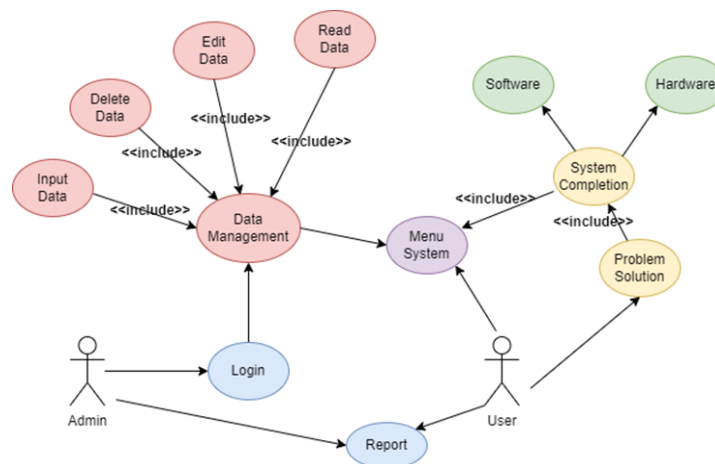 Edit
Data
Read
Data
Software
Hardware
Delete
Data
<<include>>
<<include>>
<<include>>
Input
Data
System
Completion
<<include>>
<<include>>
<<include>>
Data
Management
Menu
System
Problem
Solution
Login
Admin
User
Report